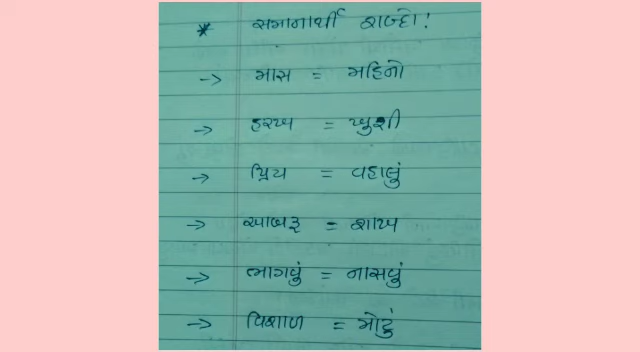 * સમાનાર્થી શબ્દો!
→ માસ = મહિનો
→ હરખ = ખુશી
→ પ્રિય = વહાલું
→ આબરૂ = શાખ
→ ભાગવું = નાસવું
→ વિશાળ = મોટું